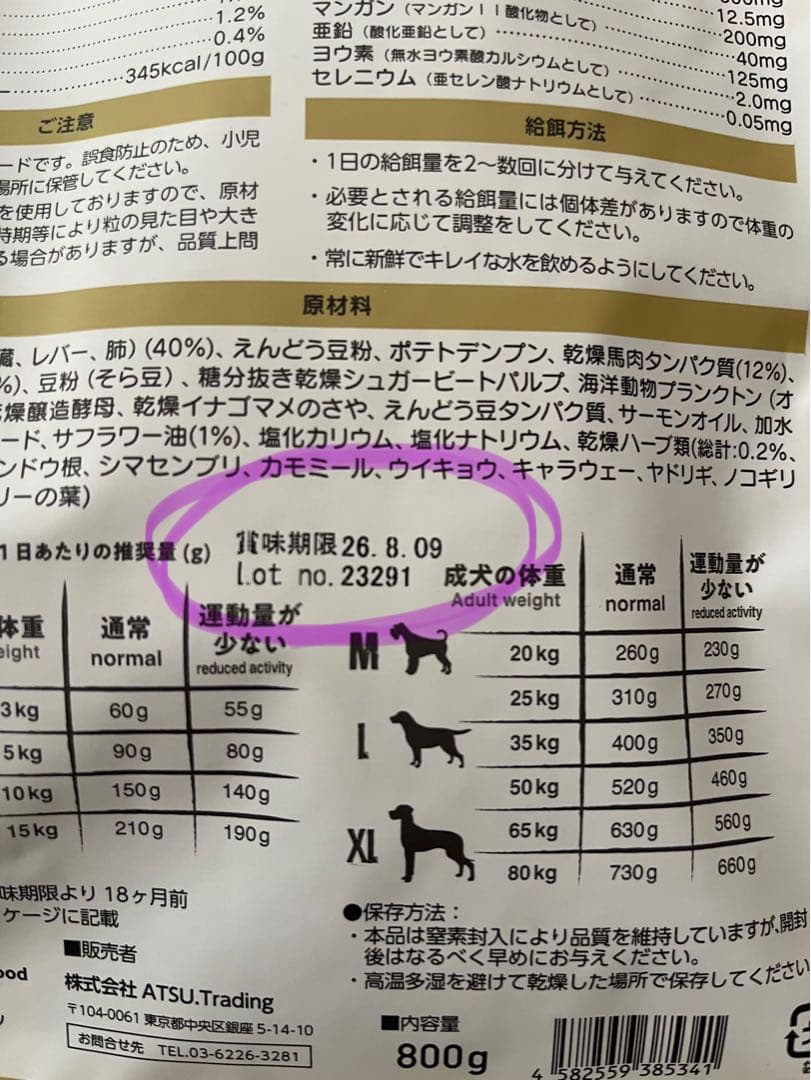 1.2%
0.4%
345kcal/100g
マンガン(マンガンII酸化物として)
12.5mg
亜鉛(酸化亜鉛として)
200mg
ヨウ素(無水ヨウ素酸カルシウムとして)
40mg
セレニウム(亜セレン酸ナトリウムとして)
125mg
2.0mg
0.05mg
ご注意
ードです。誤食防止のため、小児
場所に保管してください。
を使用しておりますので、原材
時期等により粒の見た目や大き
る場合がありますが、品質上問
給餌方法
・1日の給餌量を2〜数回に分けて与えてください。
・必要とされる給餌量には個体差がありますので体重の
変化に応じて調整をしてください。
・常に新鮮でキレイな水を飲めるようにしてください。
原材料
臓、レバー、肺)(40%)、えんどう豆粉、ポテトデンプン、乾燥馬肉タンパク質(12%)、
%)、豆粉(そら豆)、糖分抜き乾燥シュガービートパルプ、海洋動物プランクトン(オ
燥醸造酵母、乾燥イナゴマメのさや、えんどう豆タンパク質、サーモンオイル、加水
ード、サフラワー油(1%)、塩化カリウム、塩化ナトリウム、乾燥ハーブ類(総計:0.2%、
ンドウ根、シマセンブリ、カモミール、ウイキョウ、キャラウェー、ヤドリギ、ノコギリ
リーの葉)
1日あたりの推奨量(g)
賞味期限26.8.09
Lot no.23291
体重
eight
通常
normal
運動量が
少ない
reduced activity
3kg 60g 55g
5kg 90g 80g
10kg 150g 140g
15kg 210g 190g
成犬の体重
Adult weight
通常
normal
運動量が
少ない
reduced activity
M
20kg 260g 230g
25kg 310g 270g
L
35kg 400g 350g
50kg 520g 460g
XL
65kg 630g 560g
80kg 730g 660g
味期限より18ヶ月前
ケージに記載
■販売者
ood
株式会社 ATSU.Trading
〒104-0061 東京都中央区銀座 5-14-10
お問合せ先 TEL.03-6226-3281
●保存方法：
・本品は窒素封入により品質を維持していますが、開封
後はなるべく早めにお与えください。
・高温多湿を避けて乾燥した場所で保存してください
■内容量
800g
4 582559 385341